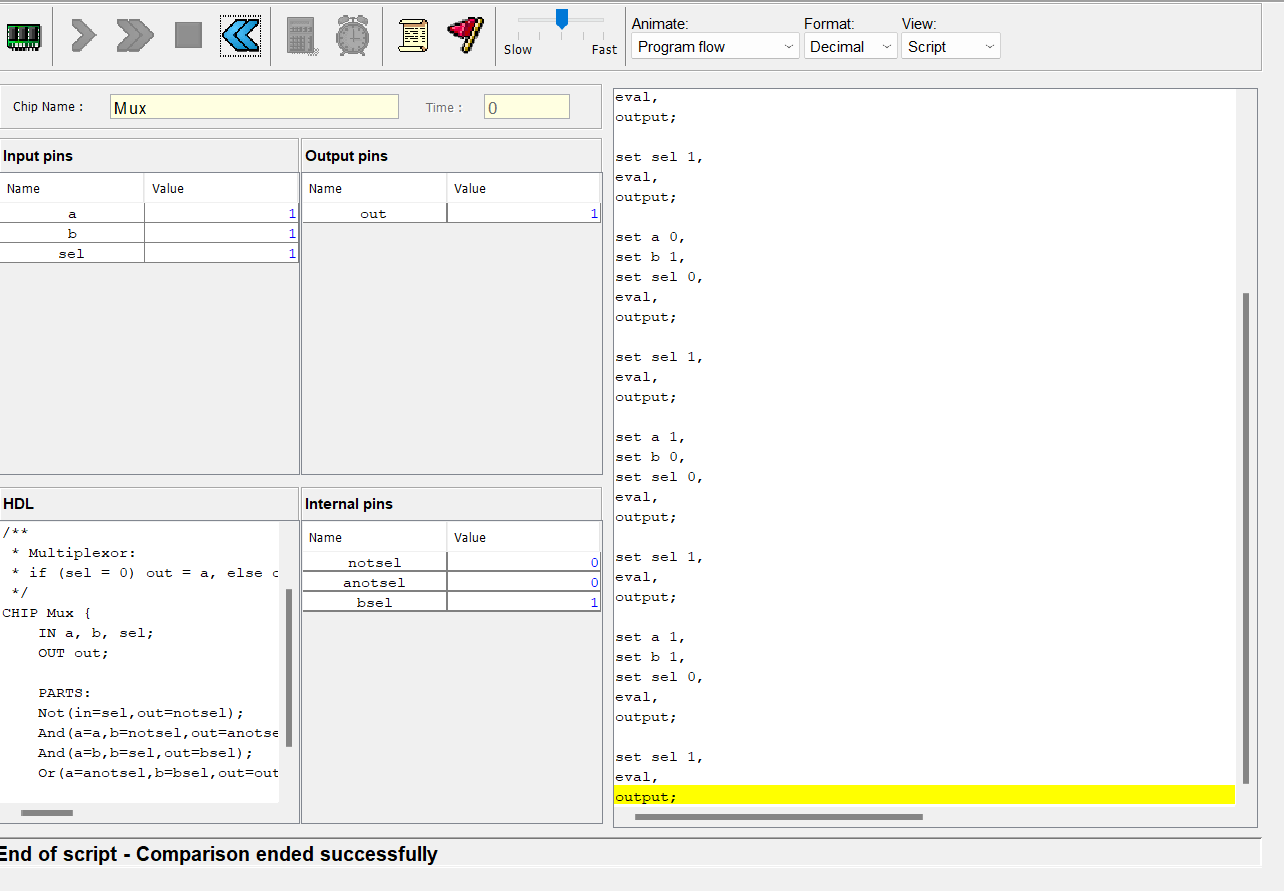 Animate:
Format:
View:
Slow
Fast
Program flow
Decimal
Script
Chip Name :
Mux
Time :
0
Input pins
Name
Value
a
1
b
1
sel
1
Output pins
Name
Value
out
1
HDL
/**
* Multiplexor:
* if (sel = 0) out = a, else
*/
CHIP Mux {
IN a, b, sel;
OUT out;
PARTS:
Not(in=sel,out=notsel);
And(a=a,b=notsel,out=anotse
And(a=b,b=sel,out=bsel);
Or(a=anotsel,b=bsel,out=out
Internal pins
Name
Value
notsel
0
anotsel
0
bsel
1
eval,
output;
set sel 1,
eval,
output;
set a 0,
set b 1,
set sel 0,
eval,
output;
set sel 1,
eval,
output;
set a 1,
set b 0,
set sel 0,
eval,
output;
set sel 1,
eval,
output;
set a 1,
set b 1,
set sel 0,
eval,
output;
set sel 1,
eval,
output;
End of script - Comparison ended successfully